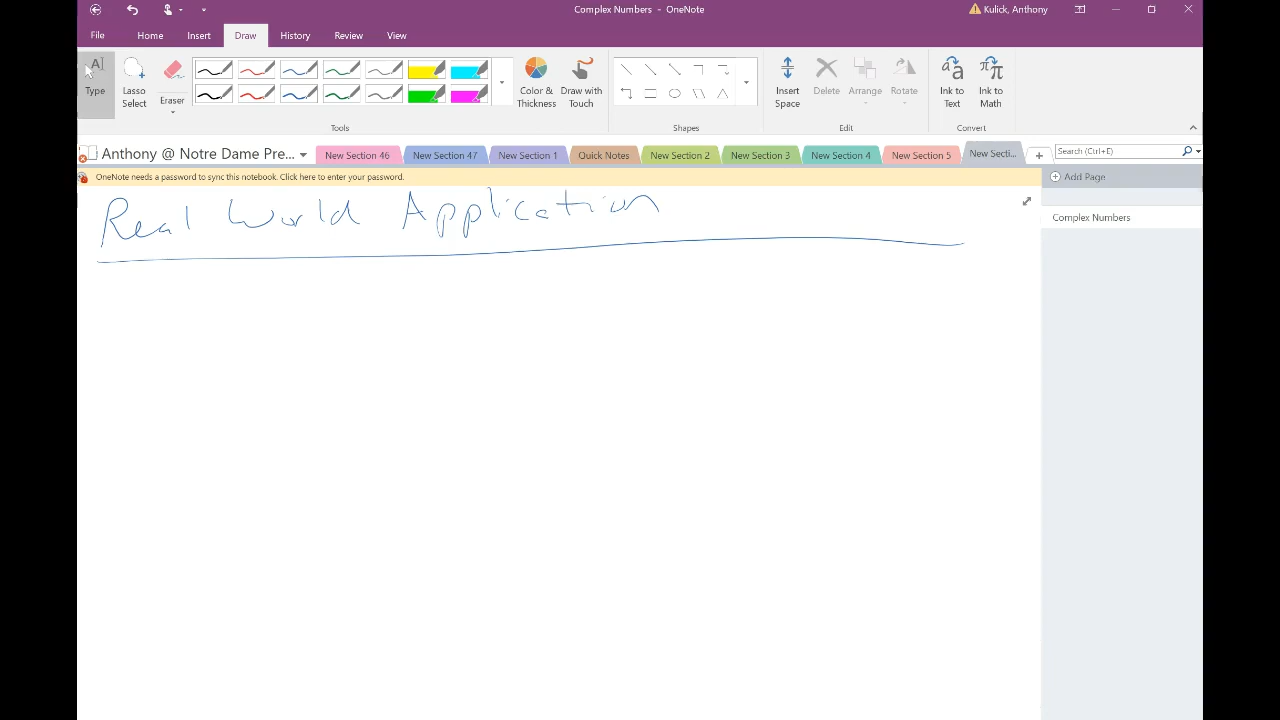 Complex Numbers - OneNote
Kulick, Anthony
File Home Insert Draw History Review View
Type
Lasso Select
Eraser
Color & Thickness
Draw with Touch
Insert Space
Delete
Arrange
Rotate
Ink to Text
Ink to Math
Tools
Shapes
Edit
Convert
Anthony @ Notre Dame Pre... New Section 46 New Section 47 New Section 1 Quick Notes New Section 2 New Section 3 New Section 4 New Section 5 New Secti... Search (Ctrl+E)
OneNote needs a password to sync this notebook. Click here to enter your password.
Add Page
Real World Application
Complex Numbers